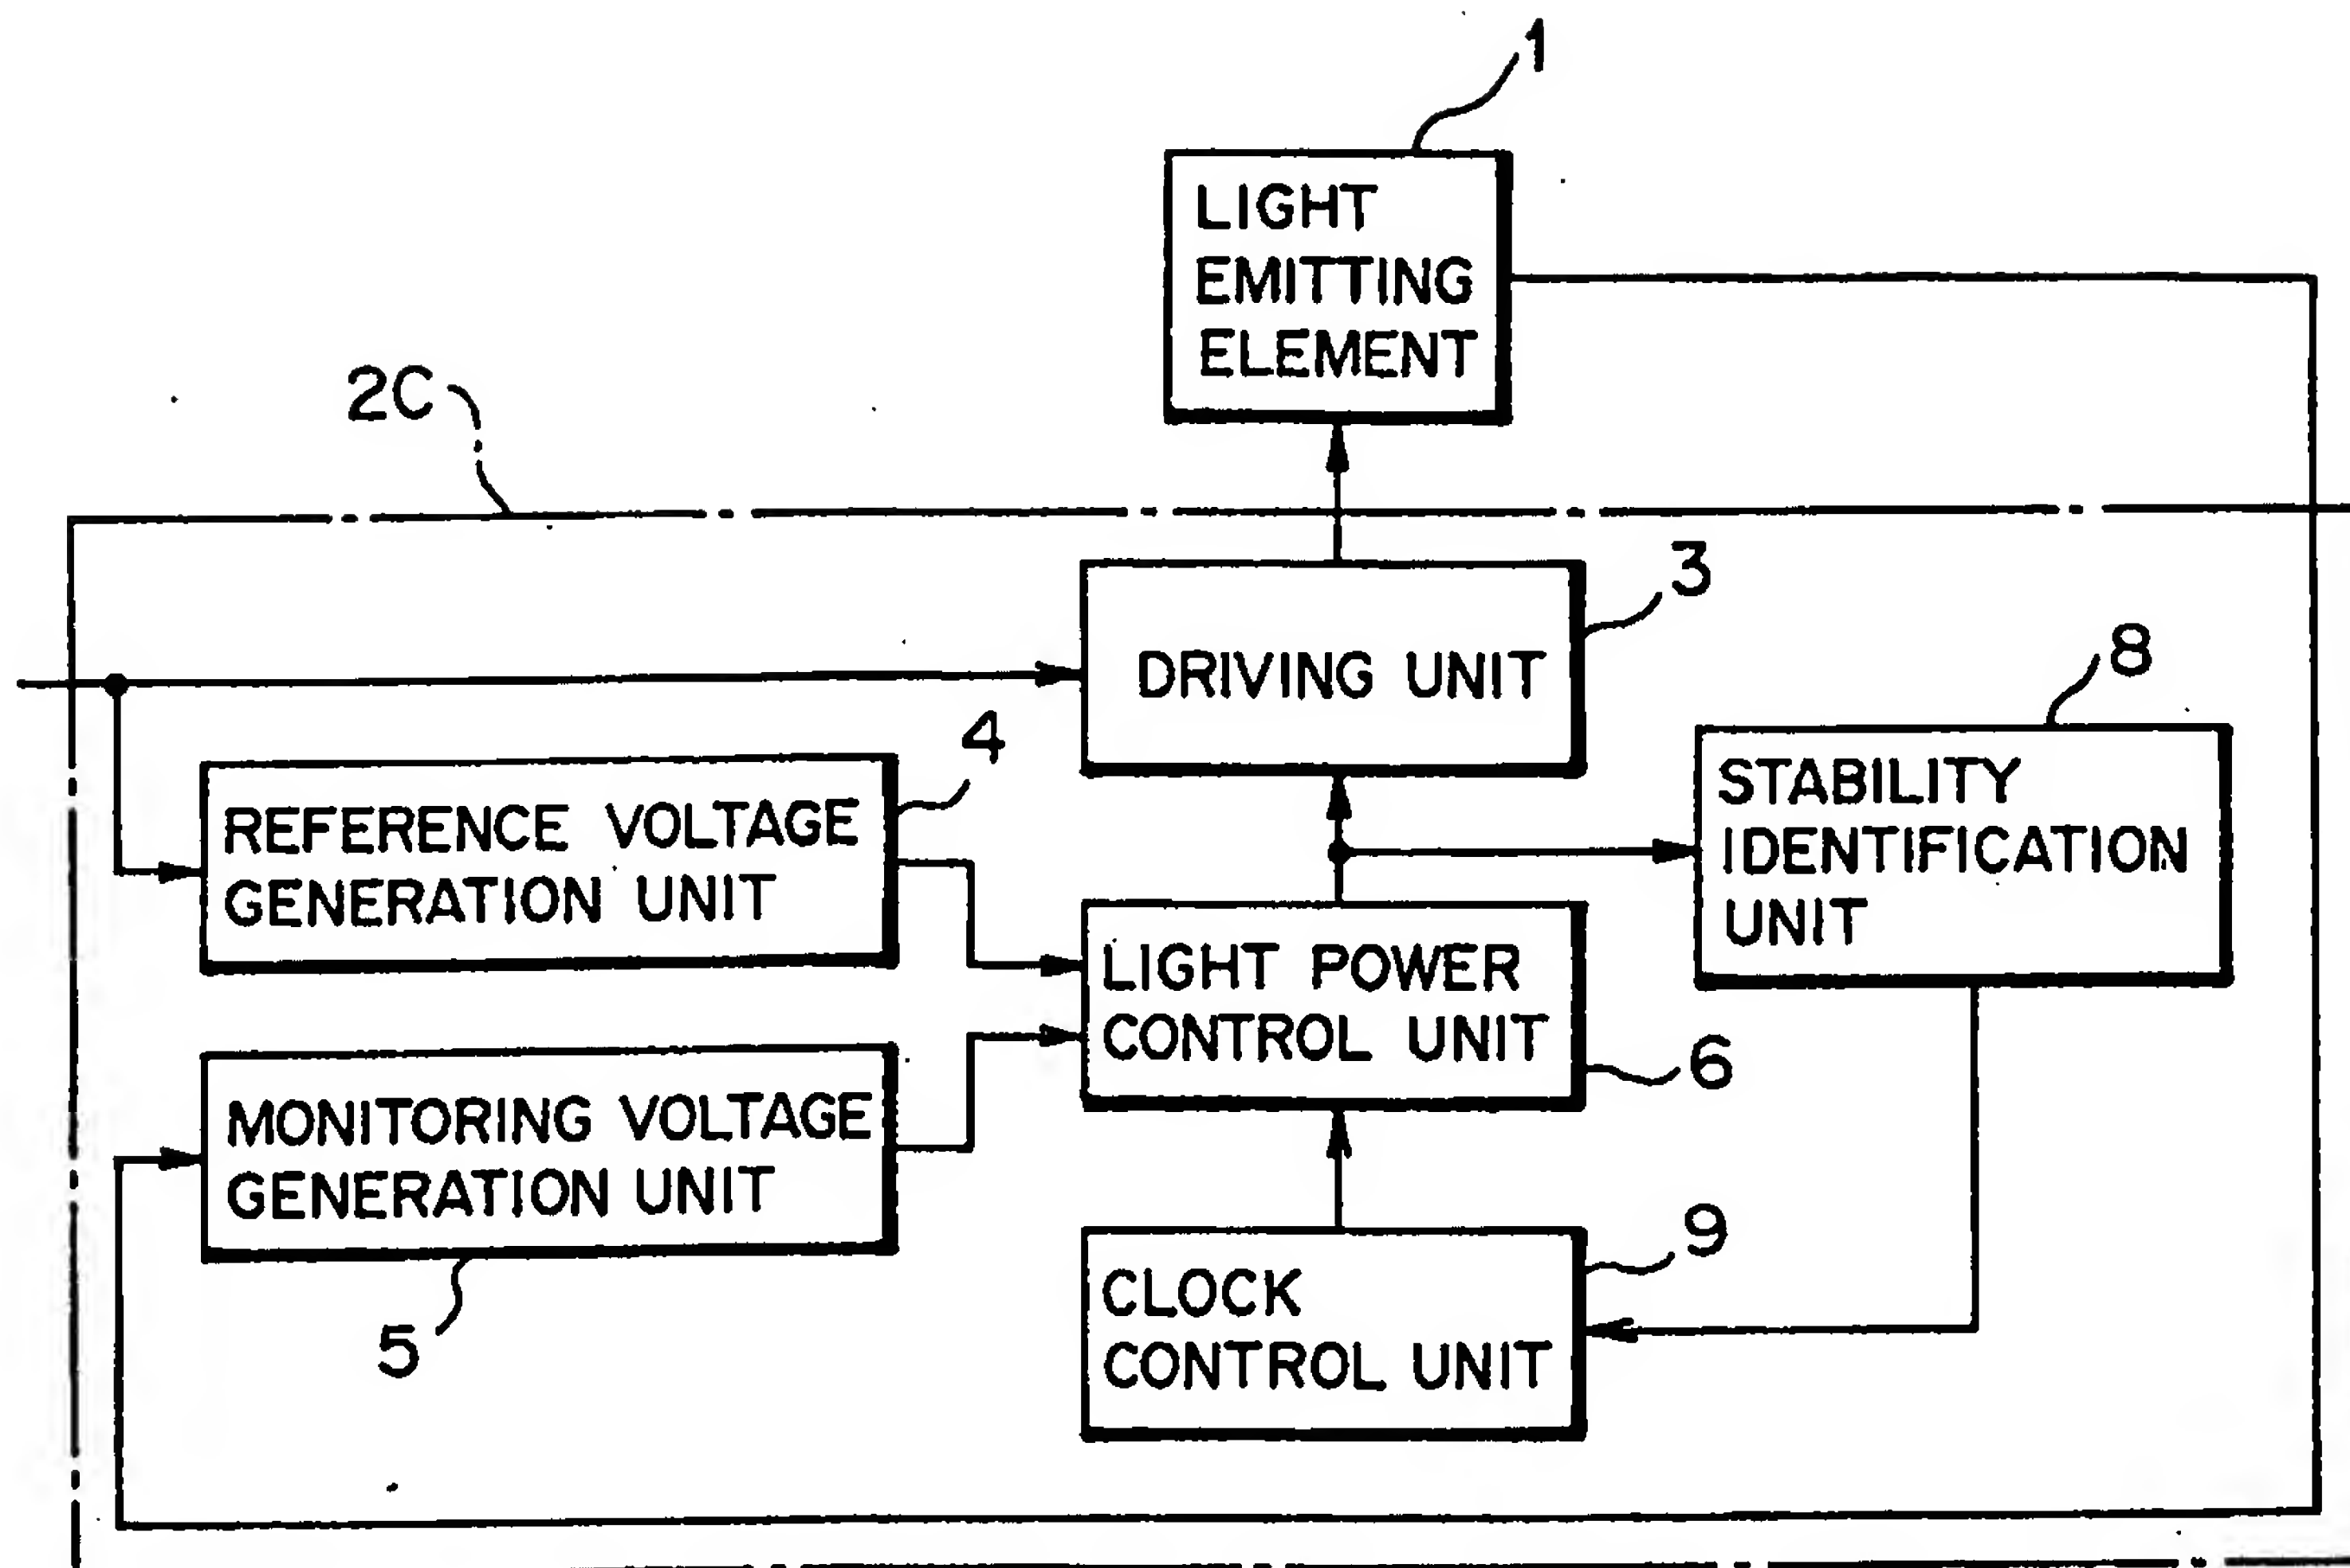 1
LIGHT
EMITTING
ELEMENT
2C
3
DRIVING UNIT
8
STABILITY
IDENTIFICATION
UNIT
4
REFERENCE VOLTAGE
GENERATION UNIT
LIGHT POWER
CONTROL UNIT
6
MONITORING VOLTAGE
GENERATION UNIT
5
9
CLOCK
CONTROL UNIT